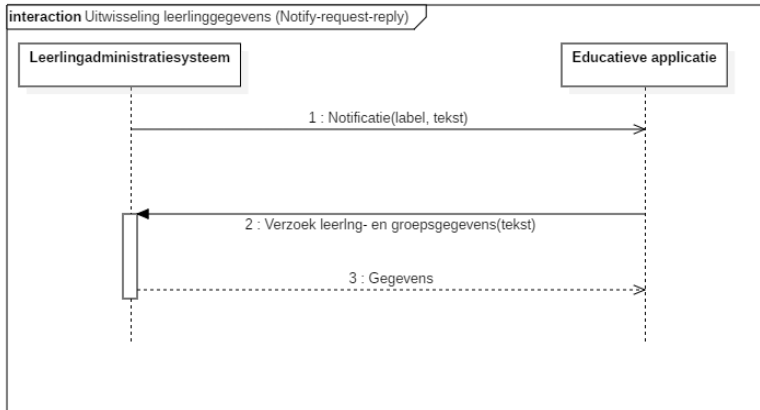 interaction Uitwisseling leerlinggegevens (Notify-request-reply)
Leerlingadministratiesysteem
Educatieve applicatie
1 : Notificatie(label, tekst)
2 : Verzoek leerlng- en groepsgegevens(tekst)
3 : Gegevens